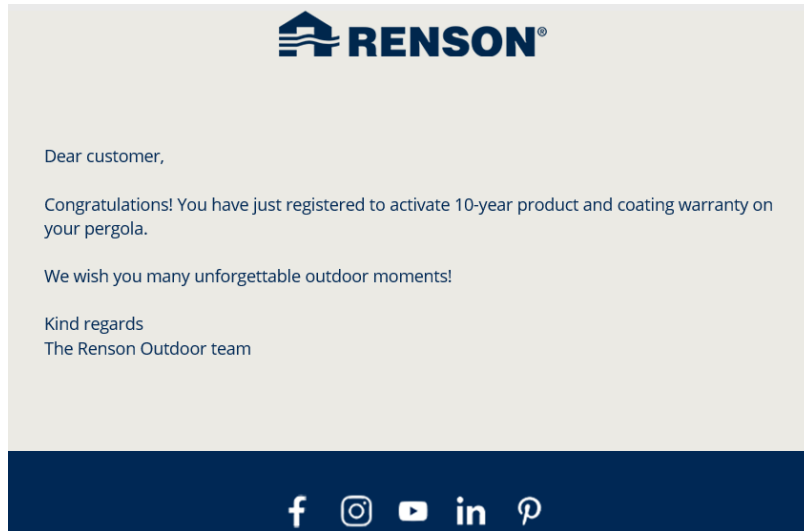 RENSON®
Dear customer,
Congratulations! You have just registered to activate 10-year product and coating warranty on
your pergola.
We wish you many unforgettable outdoor moments!
Kind regards
The Renson Outdoor team